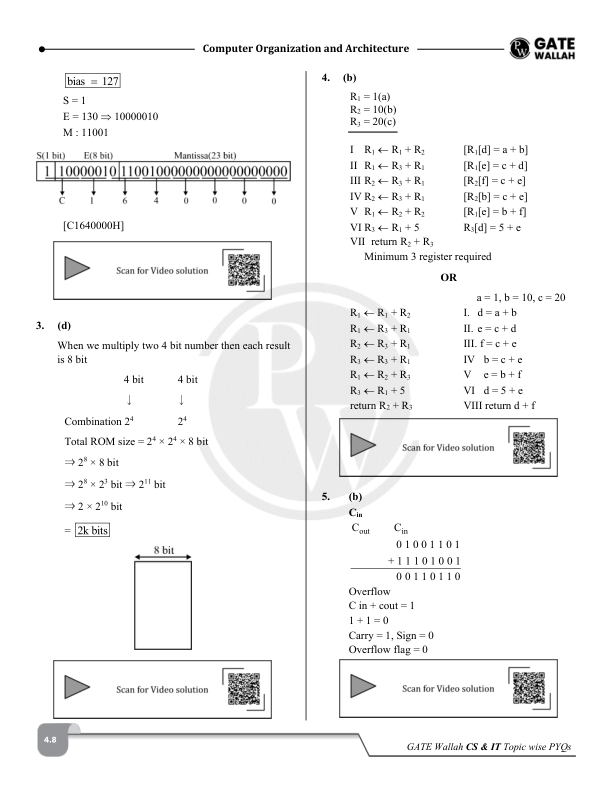 Computer Organization and Architecture
GATE
WALLAH
bias = 127
S = 1
E = 130 ⇒ 10000010
M : 11001
S(1 bit) E(8 bit) Mantissa(23 bit)
1 10000010 11001000000000000000000
C 1 6 4 0 0 0 0
[C1640000H]
Scan for Video solution
3. (d)
When we multiply two 4 bit number then each result
is 8 bit
4 bit 4 bit
↓ ↓
Combination 2⁴ 2⁴
Total ROM size = 2⁴ × 2⁴ × 8 bit
⇒ 2⁸ × 8 bit
⇒ 2⁸ × 2³ bit ⇒ 2¹¹ bit
⇒ 2 × 2¹⁰ bit
= 2k bits
8 bit
Scan for Video solution
4. (b)
R₁ = 1(a)
R₂ = 10(b)
R₃ = 20(c)
I R₁ ← R₁ + R₂ [R₁[d] = a + b]
II R₁ ← R₃ + R₁ [R₁[e] = c + d]
III R₂ ← R₃ + R₁ [R₂[f] = c + e]
IV R₂ ← R₃ + R₁ [R₂[b] = c + e]
V R₁ ← R₂ + R₂ [R₁[e] = b + f]
VI R₃ ← R₁ + 5 R₃[d] = 5 + e
VII return R₂ + R₃
Minimum 3 register required
OR
a = 1, b = 10, c = 20
R₁ ← R₁ + R₂ I. d = a + b
R₁ ← R₃ + R₁ II. e = c + d
R₂ ← R₃ + R₁ III. f = c + e
R₃ ← R₃ + R₁ IV b = c + e
R₁ ← R₂ + R₃ V e = b + f
R₃ ← R₁ + 5 VI d = 5 + e
return R₂ + R₃ VIII return d + f
Scan for Video solution
5. (b)
Cᵢₙ
Cₒᵤₜ Cᵢₙ
0 1 0 0 1 1 0 1
+ 1 1 1 0 1 0 0 1
0 0 1 1 0 1 1 0
Overflow
C in + cout = 1
1 + 1 = 0
Carry = 1, Sign = 0
Overflow flag = 0
Scan for Video solution
4.8
GATE Wallah CS & IT Topic wise PYQs